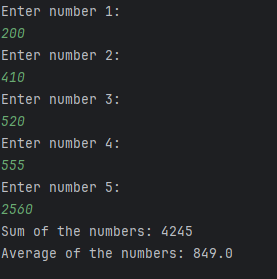 Enter number 1:
200
Enter number 2:
410
Enter number 3:
520
Enter number 4:
555
Enter number 5:
2560
Sum of the numbers: 4245
Average of the numbers: 849.0